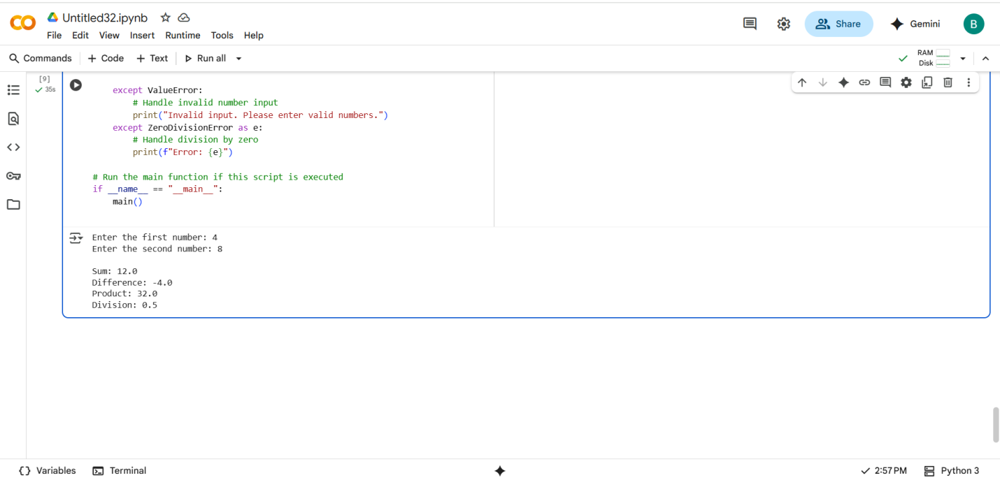 Untitled32.ipynb
File Edit View Insert Runtime Tools Help
Share
Gemini
B
Commands + Code + Text Run all
RAM
Disk
[9]
35s
except ValueError:
# Handle invalid number input
print("Invalid input. Please enter valid numbers.")
except ZeroDivisionError as e:
# Handle division by zero
print(f"Error: {e}")
# Run the main function if this script is executed
if __name__ == "__main__":
main()
Enter the first number: 4
Enter the second number: 8
Sum: 12.0
Difference: -4.0
Product: 32.0
Division: 0.5
Variables Terminal
2:57 PM Python 3